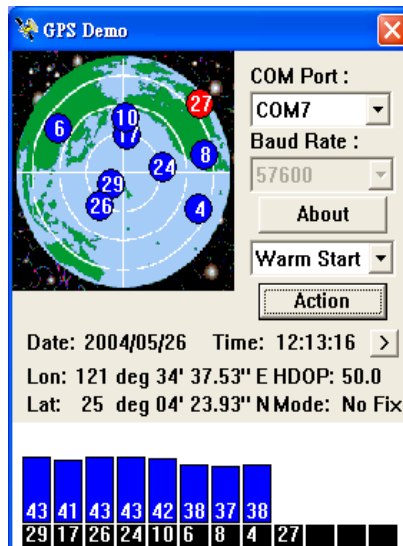 GPS Demo
COM Port :
COM7
Baud Rate :
57600
About
Warm Start
Action
27
10
6
17
8
24
29
26
4
Date: 2004/05/26 Time: 12:13:16 >
Lon: 121 deg 34' 37.53'' E HDOP: 50.0
Lat: 25 deg 04' 23.93'' N Mode: No Fix
43 41 43 43 42 38 37 38
29 17 26 24 10 6 8 4 27